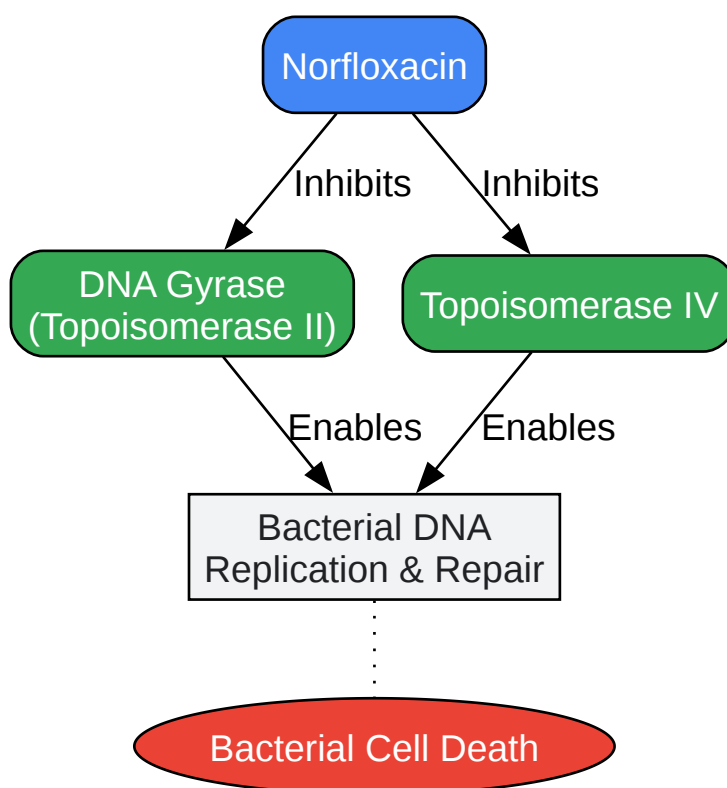 Norfloxacin
Inhibits
Inhibits
DNA Gyrase
(Topoisomerase II)
Topoisomerase IV
Enables
Enables
Bacterial DNA
Replication & Repair
Bacterial Cell Death